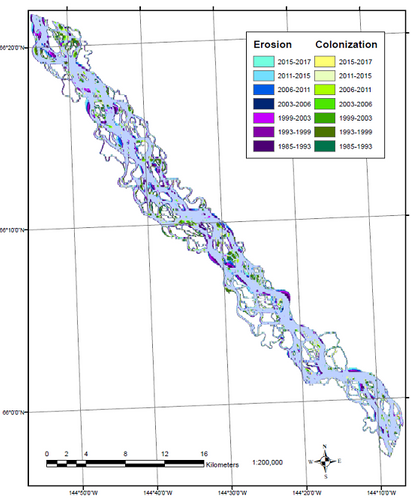 Erosion Colonization
2015-2017 2015-2017
2011-2015 2011-2015
2006-2011 2006-2011
2003-2006 2003-2006
1999-2003 1999-2003
1993-1999 1993-1999
1985-1993 1985-1993
66°20'0"N
66°10'0"N
66°0'0"N
0 2 4 8 12 16
Kilometers
1:200,000
N
W E
S
144°50'0"W 144°40'0"W 144°30'0"W 144°20'0"W 144°10'0"W